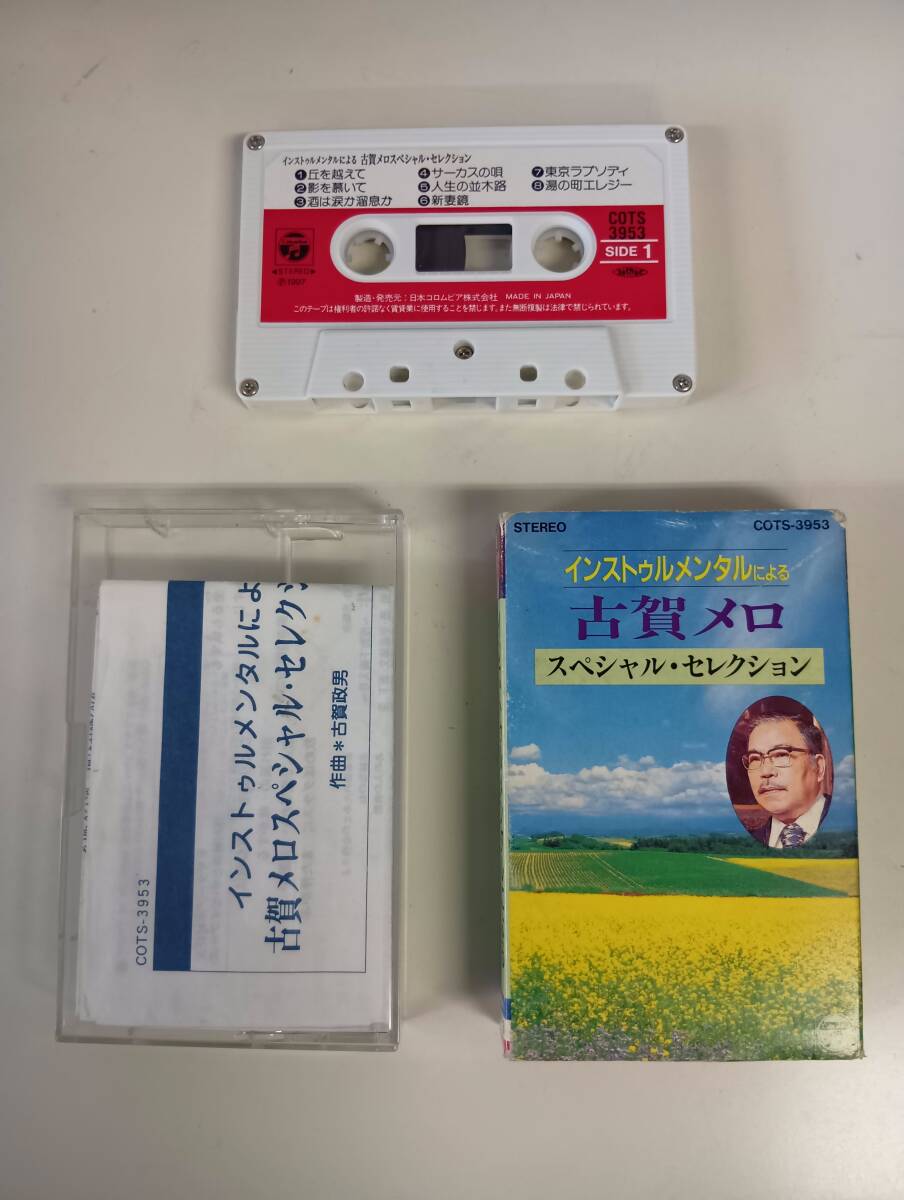 インストゥルメンタルによる 古賀メロスペシャル・セレクション
❶丘を越えて
❷影を慕いて
❸酒は涙か溜息か
❹サーカスの唄
❺人生の並木路
❻新妻鏡
❼東京ラプソディ
❽湯の町エレジー
COTS
3953
SIDE 1
◀STEREO▶
℗1997
製造・発売元:日本コロムビア株式会社 MADE IN JAPAN
このテープは権利者の許諾なく賃貸業に使用することを禁じます。また無断複製は法律で禁じられています。
COTS-3953
インストゥルメンタルによ
古賀メロスペシャル・セレクシ
作曲＊古賀政男
STEREO COTS-3953
インストゥルメンタルによる
古賀メロ
スペシャル・セレクション